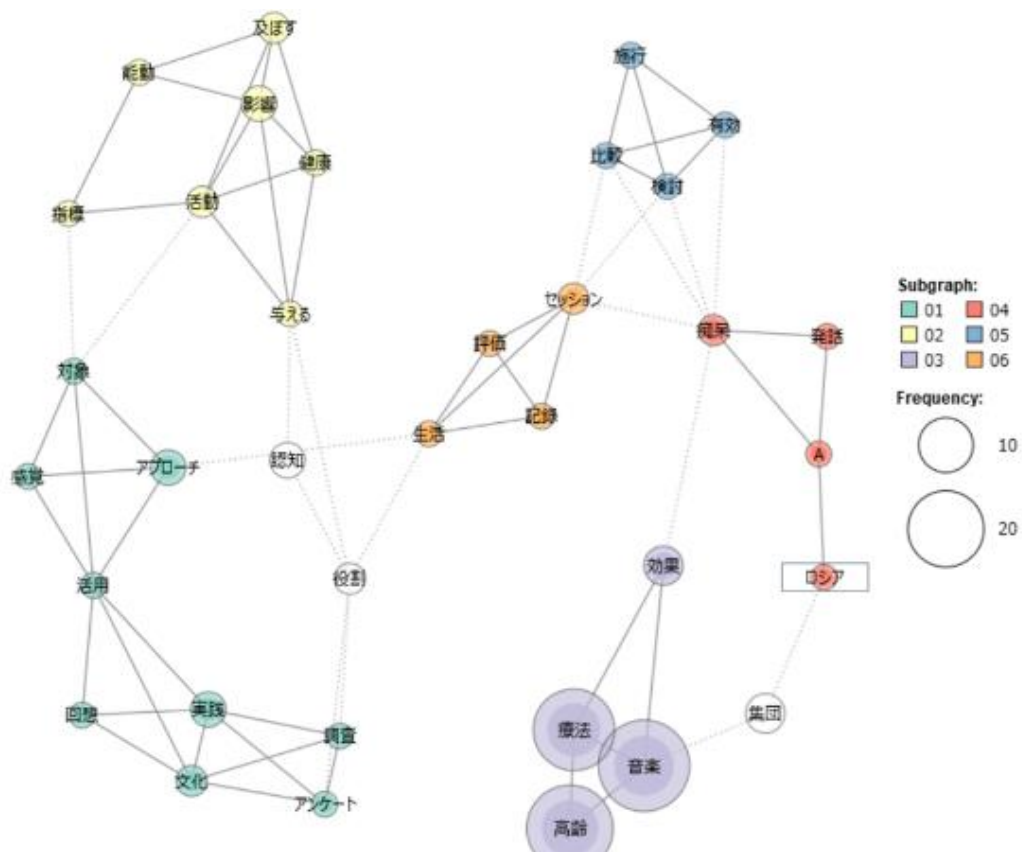 及ぼす
施行
能動
影響
有効
比較
健康
検討
活動
指標
セッション
与える
痴呆
発話
評価
対象
記録
生活
A
認知
アプローチ
感覚
効果
役割
ロシア
活用
実践
回想
集団
療法
調査
音楽
文化
アンケート
高齢
Subgraph:
01 04
02 05
03 06
Frequency:
10
20